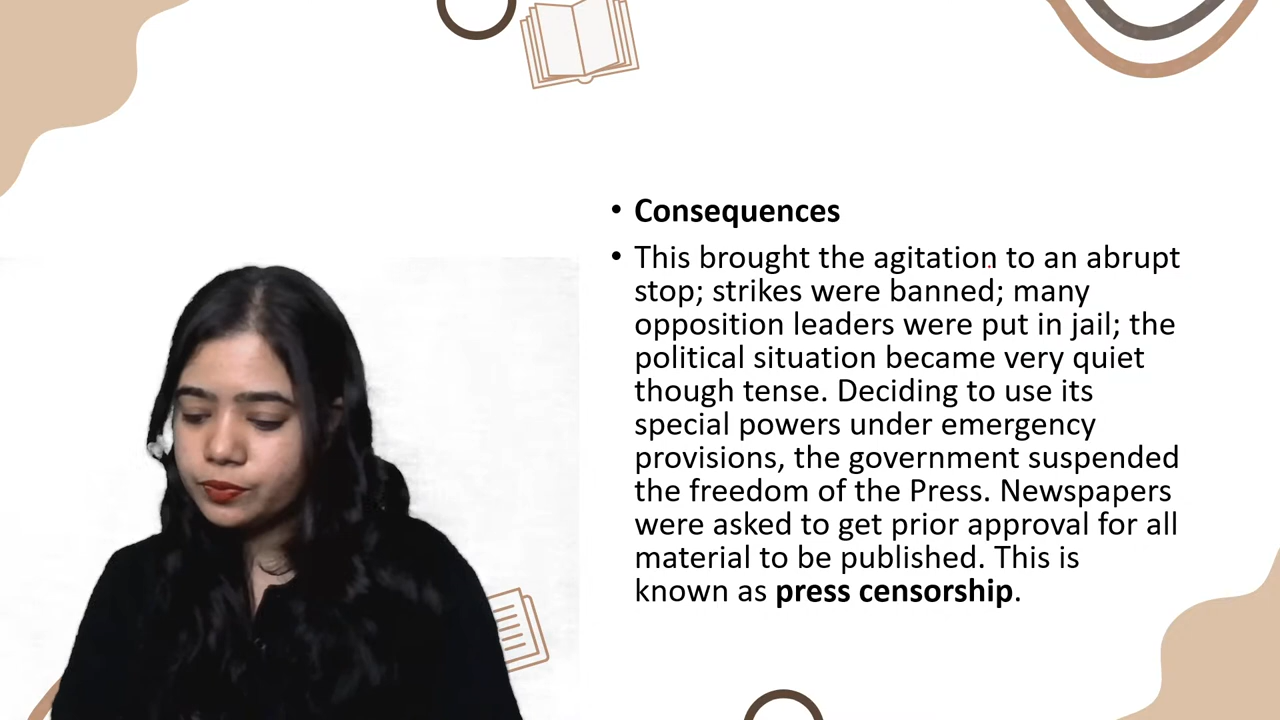 • Consequences
• This brought the agitation to an abrupt
stop; strikes were banned; many
opposition leaders were put in jail; the
political situation became very quiet
though tense. Deciding to use its
special powers under emergency
provisions, the government suspended
the freedom of the Press. Newspapers
were asked to get prior approval for all
material to be published. This is
known as press censorship.